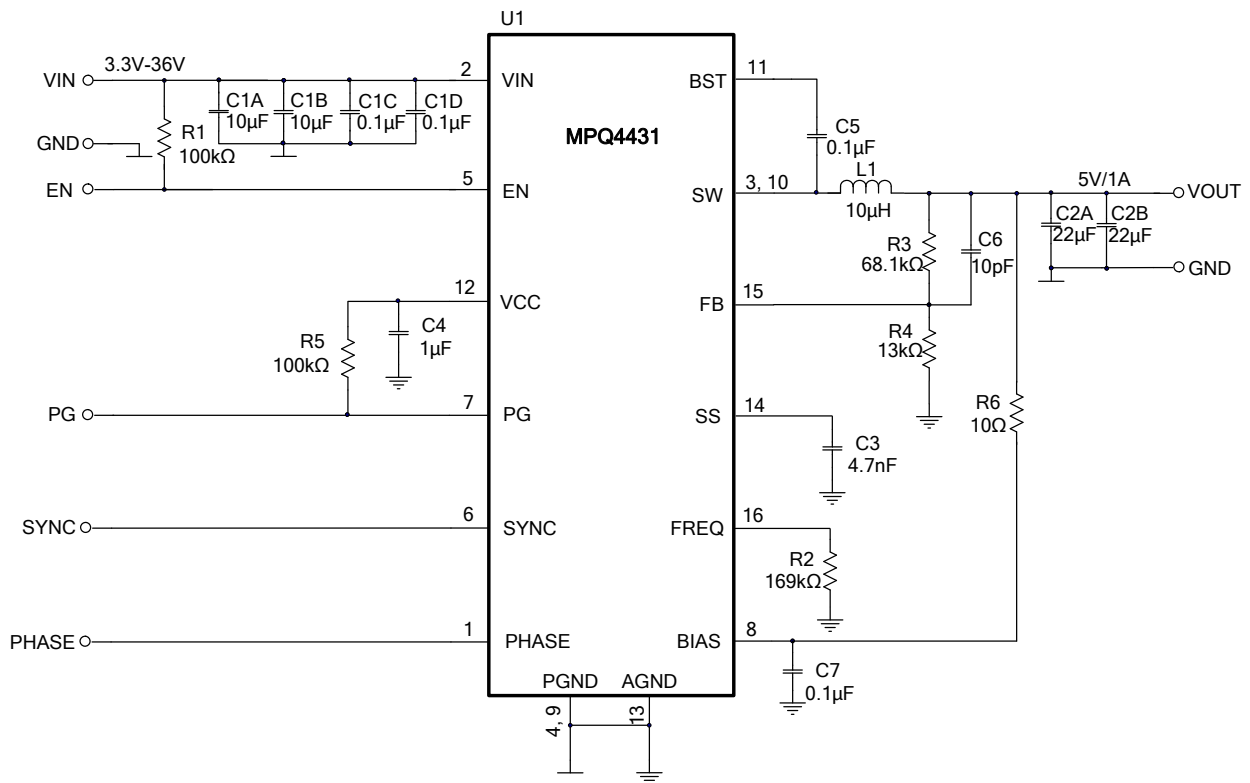 U1
VIN
3.3V-36V
2
VIN
C1A
10µF
C1B
10µF
C1C
0.1µF
C1D
0.1µF
GND
R1
100kΩ
EN
5
EN
MPQ4431
BST
11
C5
0.1µF
SW
3, 10
L1
10µH
5V/1A
VOUT
C2A
22µF
C2B
22µF
GND
R3
68.1kΩ
C6
10pF
12
VCC
FB
15
R4
13kΩ
C4
1µF
R5
100kΩ
PG
7
PG
SS
14
C3
4.7nF
R6
10Ω
SYNC
6
SYNC
FREQ
16
R2
169kΩ
PHASE
1
PHASE
BIAS
8
C7
0.1µF
PGND
AGND
4, 9
13